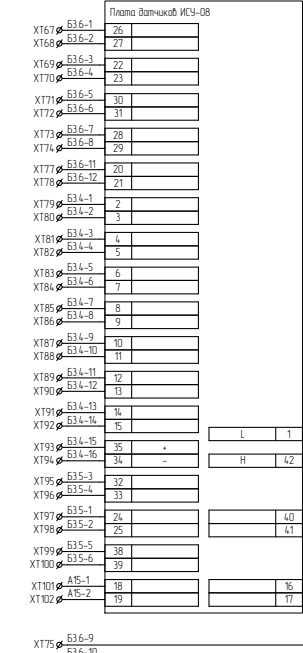 Плата датчиков ИСУ-08
XT67 Б3.6-1 26
XT68 Б3.6-2 27
XT69 Б3.6-3 22
XT70 Б3.6-4 23
XT71 Б3.6-5 30
XT72 Б3.6-6 31
XT73 Б3.6-7 28
XT74 Б3.6-8 29
XT77 Б3.6-11 20
XT78 Б3.6-12 21
XT79 Б3.4-1 2
XT80 Б3.4-2 3
XT81 Б3.4-3 4
XT82 Б3.4-4 5
XT83 Б3.4-5 6
XT84 Б3.4-6 7
XT85 Б3.4-7 8
XT86 Б3.4-8 9
XT87 Б3.4-9 10
XT88 Б3.4-10 11
XT89 Б3.4-11 12
XT90 Б3.4-12 13
XT91 Б3.4-13 14
XT92 Б3.4-14 15
L 1
XT93 Б3.4-15 35 +
XT94 Б3.4-16 34 - H 42
XT95 Б3.5-3 32
XT96 Б3.5-4 33
XT97 Б3.5-1 24 40
XT98 Б3.5-2 25 41
XT99 Б3.5-5 38
XT100 Б3.5-6 39
XT101 A15-1 18 16
XT102 A15-2 19 17
XT75 Б3.6-9
Б3.6-10